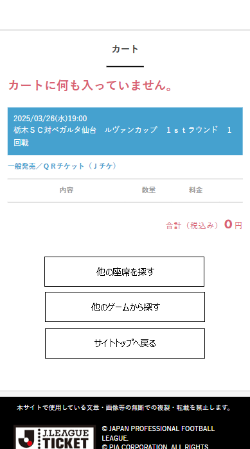 カート
カートに何も入っていません。
2025/03/26(水)19:00
栃木ＳＣ対ベガルタ仙台　ルヴァンカップ　１ｓｔラウンド　１
回戦
一般発売／ＱＲチケット（Ｊチケ）
内容 数量 料金
合計（税込み） 0 円
他の座席を探す
他のゲームから探す
サイトトップへ戻る
本サイトで使用している文章・画像等の無断での複製・転載を禁止します。
J.LEAGUE TICKET
© JAPAN PROFESSIONAL FOOTBALL
LEAGUE.
© PIA CORPORATION. ALL RIGHTS